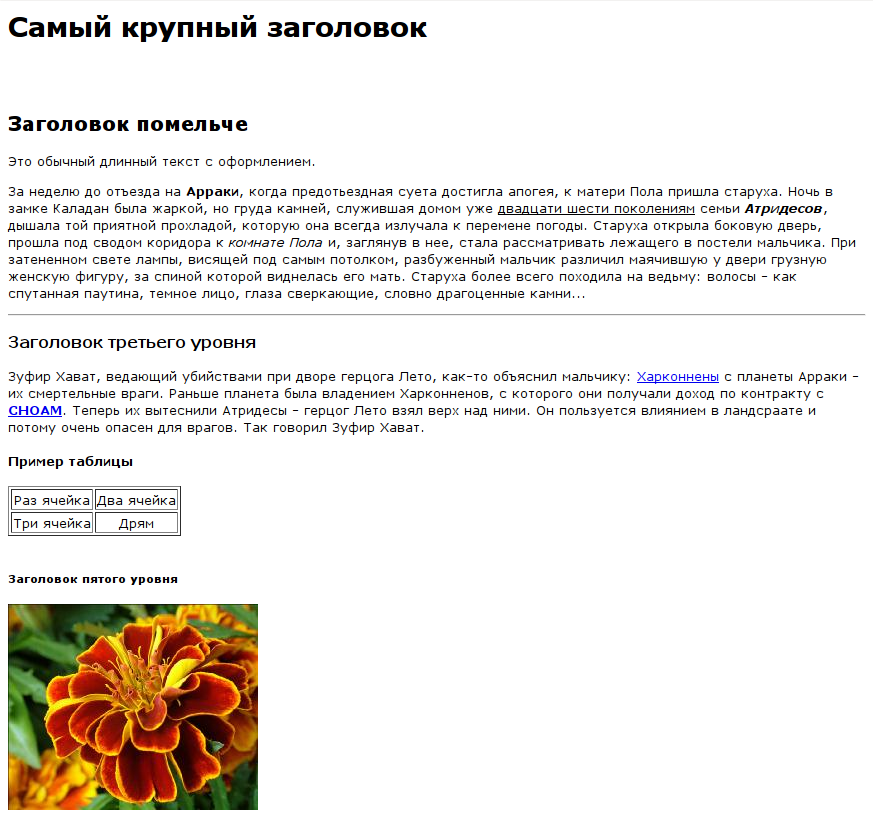 Самый крупный заголовок
Заголовок помельче
Это обычный длинный текст с оформлением.
За неделю до отъезда на Арраки, когда предотъездная суета достигла апогея, к матери Пола пришла старуха. Ночь в
замке Каладан была жаркой, но груда камней, служившая домом уже двадцати шести поколениям семьи Атридесов,
дышала той приятной прохладой, которую она всегда излучала к перемене погоды. Старуха открыла боковую дверь,
прошла под сводом коридора к комнате Пола и, заглянув в нее, стала рассматривать лежащего в постели мальчика. При
затененном свете лампы, висящей под самым потолком, разбуженный мальчик различил маячившую у двери грузную
женскую фигуру, за спиной которой виднелась его мать. Старуха более всего походила на ведьму: волосы - как
спутанная паутина, темное лицо, глаза сверкающие, словно драгоценные камни...
Заголовок третьего уровня
Зуфир Хават, ведающий убийствами при дворе герцога Лето, как-то объяснил мальчику: Харконнены с планеты Арраки -
их смертельные враги. Раньше планета была владением Харконненов, с которого они получали доход по контракту с
CHOAM. Теперь их вытеснили Атридесы - герцог Лето взял верх над ними. Он пользуется влиянием в ландсраате и
потому очень опасен для врагов. Так говорил Зуфир Хават.
Пример таблицы
Раз ячейка Два ячейка
Три ячейка Дрям
Заголовок пятого уровня